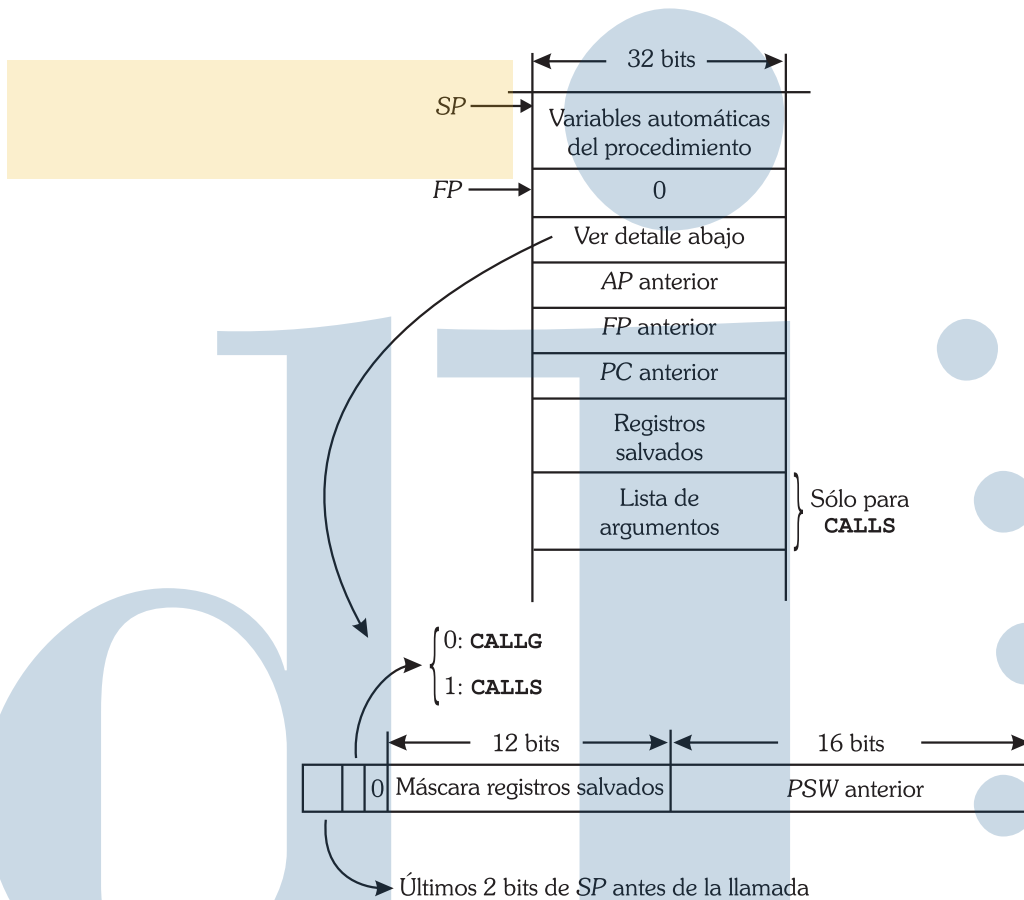 32 bits
SP
Variables automáticas
del procedimiento
FP
0
Ver detalle abajo
AP anterior
FP anterior
PC anterior
Registros
salvados
Lista de
argumentos
Sólo para
CALLS
0: CALLG
1: CALLS
12 bits
16 bits
0
Máscara registros salvados
PSW anterior
Últimos 2 bits de SP antes de la llamada